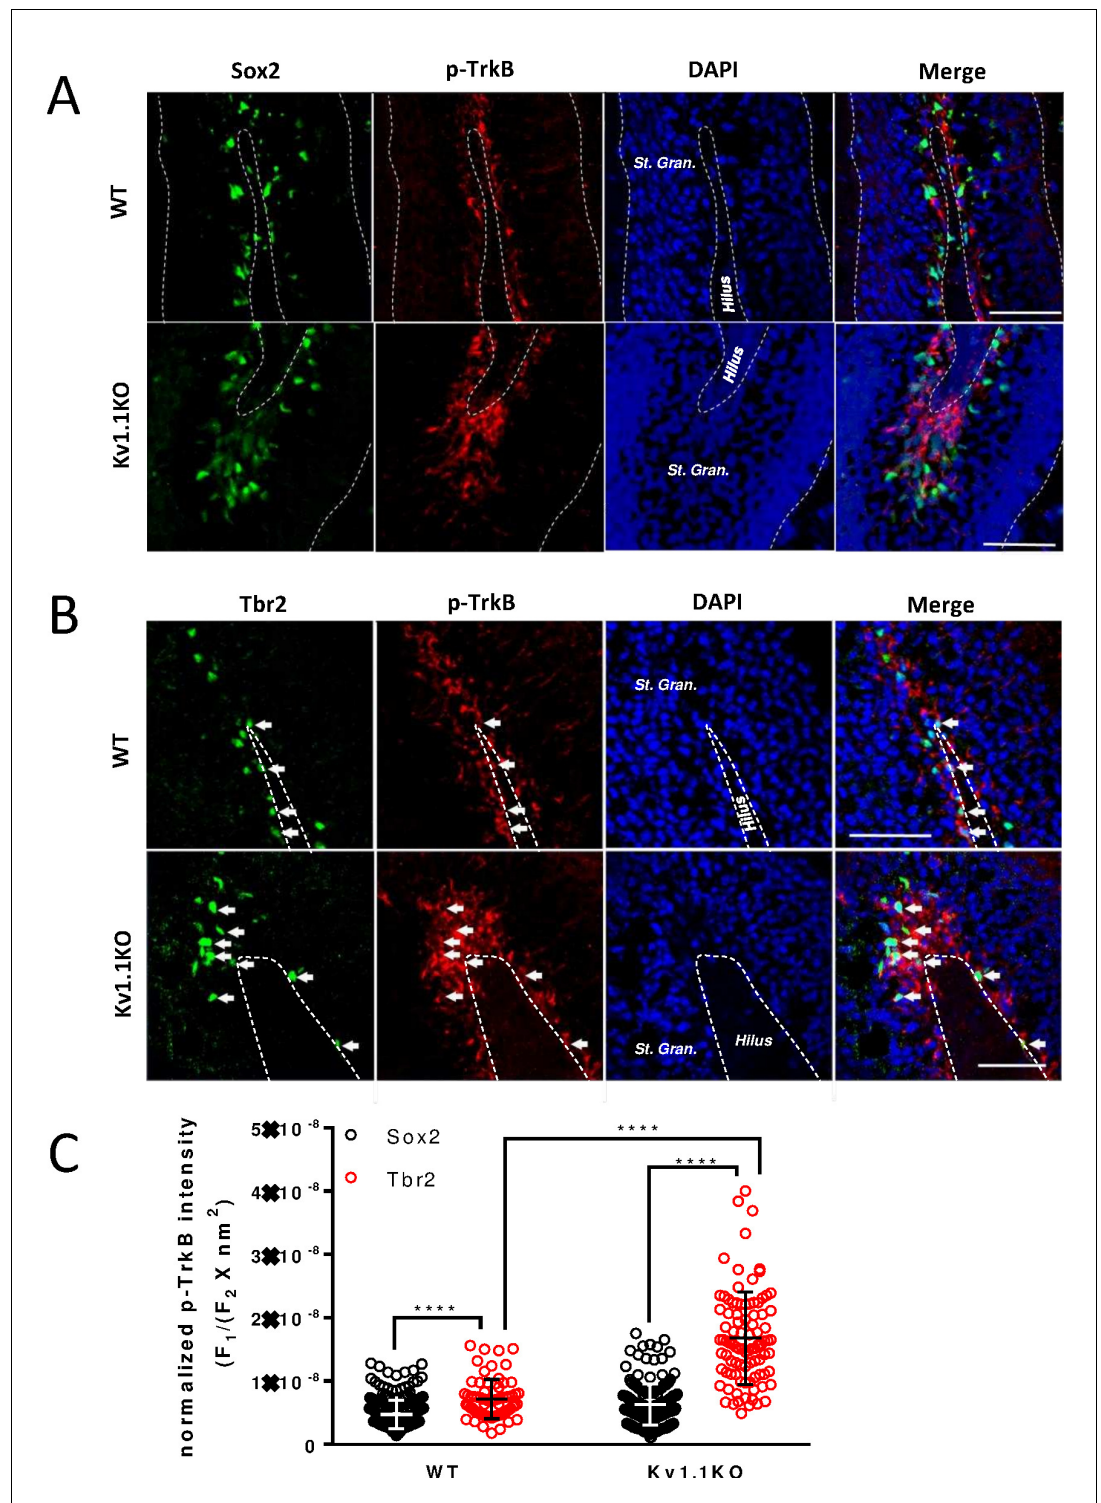 A
Sox2 p-TrkB DAPI Merge
WT
St. Gran.
Hilus
Kv1.1KO
Hilus
St. Gran.
B
Tbr2 p-TrkB DAPI Merge
WT
St. Gran.
Hilus
Kv1.1KO
St. Gran.
Hilus
C
normalized p-TrkB intensity
(F1/(F2 X nm2)
5✖10-8
4✖10-8
3✖10-8
2✖10-8
1✖10-8
0
Sox2
Tbr2
****
****
****
WT Kv1.1KO